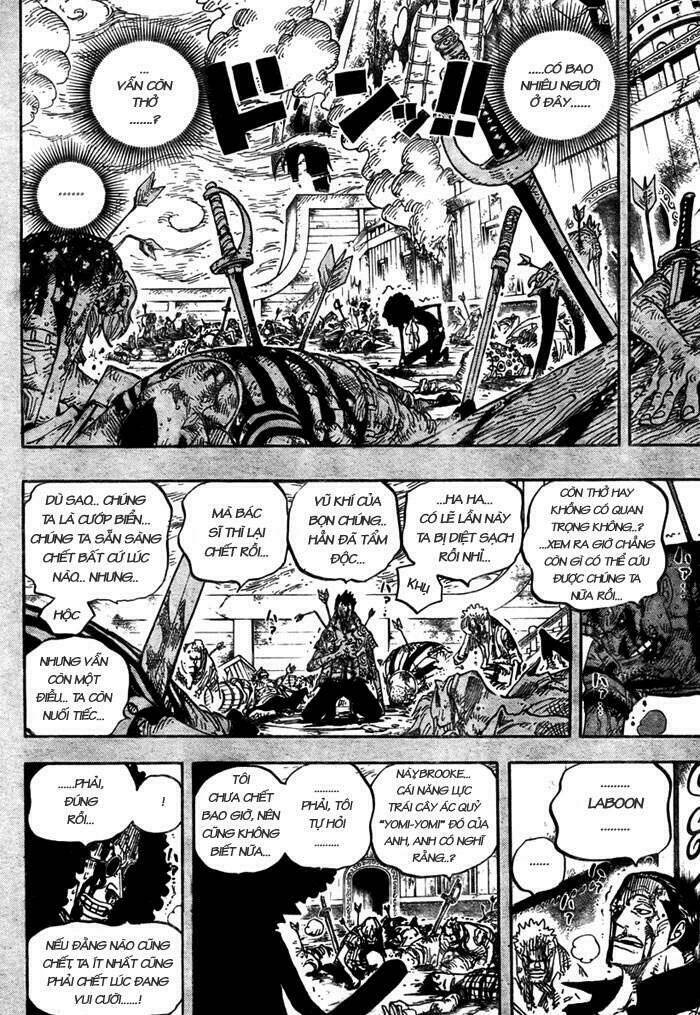 .....CÓ BAO
NHIÊU NGƯỜI
Ở ĐÂY......
ドン!!
...
VẪN CÒN
THỞ
.......?
......
CÒN THỞ HAY
KHÔNG CÓ QUAN
TRỌNG KHÔNG..?
...XEM RA GIỜ CHẲNG
CÒN GÌ CÓ THỂ CỨU
ĐƯỢC CHÚNG TA
NỮA RỒI...
...HA HA...
CÓ LẼ LẦN NÀY
TA BỊ DIỆT SẠCH
RỒI NHỈ...
KHỤ
VŨ KHÍ CỦA
BỌN CHÚNG...
HẲN ĐÃ TẨM
ĐỘC...
MÀ BÁC
SĨ THÌ LẠI
CHẾT RỒI...
DÙ SAO... CHÚNG
TA LÀ CƯỚP BIỂN...
CHÚNG TA SẴN SÀNG
CHẾT BẤT CỨ LÚC
NÀO... NHƯNG..
HỘC
NHƯNG VẪN
CÒN MỘT
ĐIỀU... TA CÒN
NUỐI TIẾC...
.........
LABOON
.........
......
NÀY BROOKE...
CÁI NĂNG LỰC
TRÁI CÂY ÁC QUỶ
"YOMI-YOMI" ĐÓ CỦA
ANH, ANH CÓ NGHĨ
RẰNG..?
.........
PHẢI, TÔI
TỰ HỎI
.........
TÔI
CHƯA CHẾT
BAO GIỜ, NÊN
CŨNG KHÔNG
BIẾT NỮA...
!
......PHẢI,
ĐÚNG
RỒI...
NẾU ĐẰNG NÀO CŨNG
CHẾT, TA ÍT NHẤT CŨNG
PHẢI CHẾT LÚC ĐANG
VUI CƯỜI......!